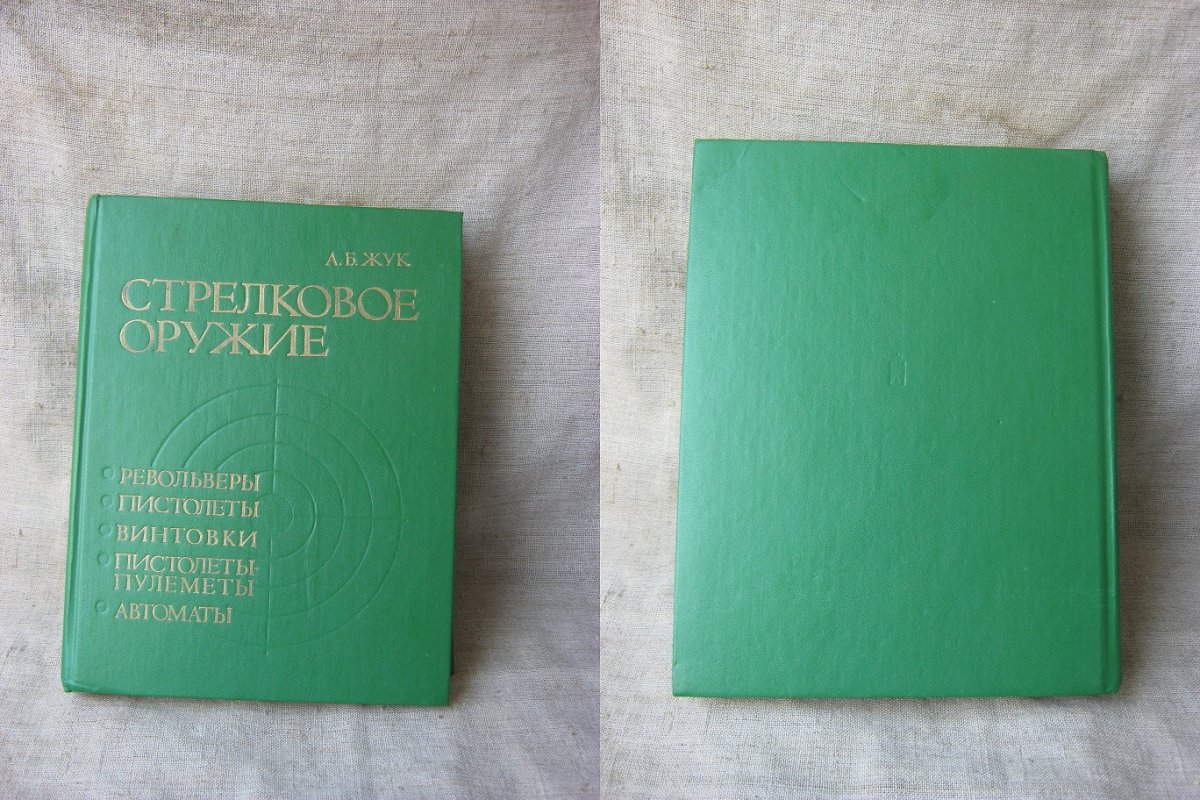 А.Б.ЖУК
СТРЕЛКОВОЕ
ОРУЖИЕ
РЕВОЛЬВЕРЫ
ПИСТОЛЕТЫ
ВИНТОВКИ
ПИСТОЛЕТЫ-
ПУЛЕМЕТЫ
АВТОМАТЫ